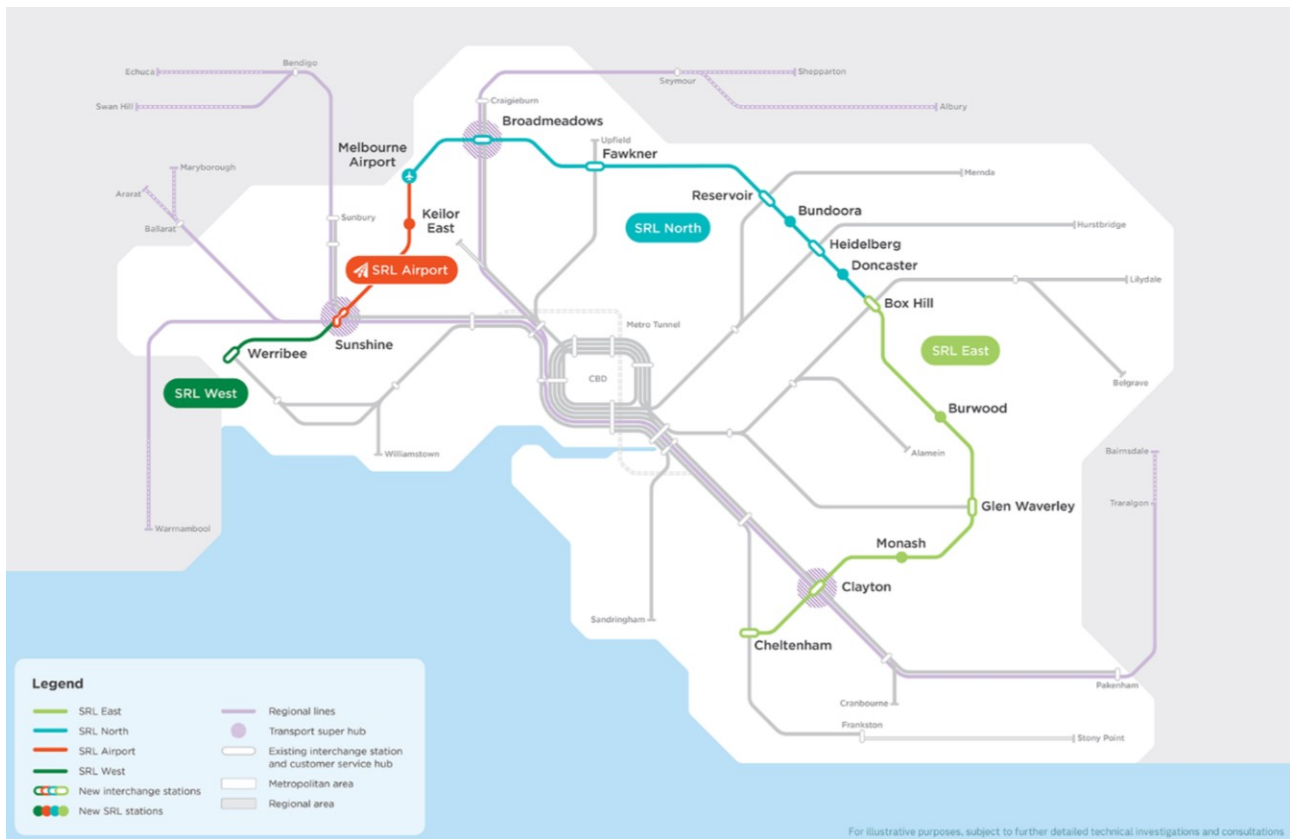 Echuca
Bendigo
Swan Hill
Seymour
Shepparton
Albury
Craigieburn
Broadmeadows
Upfield
Fawkner
Melbourne
Airport
Maryborough
Ararat
Ballarat
Sunbury
Keilor
East
SRL Airport
SRL North
Reservoir
Mernda
Bundoora
Hurstbridge
Heidelberg
Doncaster
Lilydale
Box Hill
Werribee
Sunshine
Metro Tunnel
CBD
SRL East
SRL West
Belgrave
Burwood
Williamstown
Alamein
Bairnsdale
Traralgon
Glen Waverley
Warrnambool
Monash
Clayton
Sandringham
Cheltenham
Pakenham
Cranbourne
Frankston
Stony Point
Legend
SRL East
SRL North
SRL Airport
SRL West
New interchange stations
New SRL stations
Regional lines
Transport super hub
Existing interchange station
and customer service hub
Metropolitan area
Regional area
For illustrative purposes, subject to further detailed technical investigations and consultations